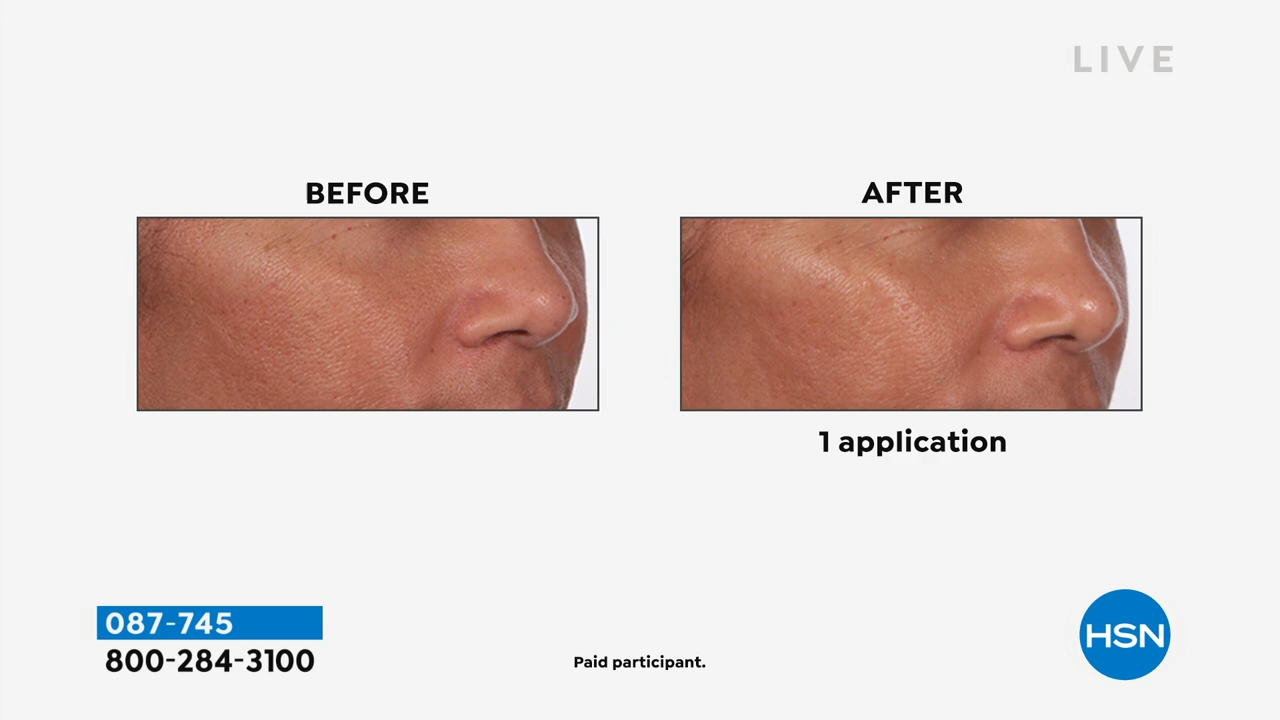 LIVE
BEFORE
AFTER
1 application
087-745
800-284-3100
Paid participant.
HSN